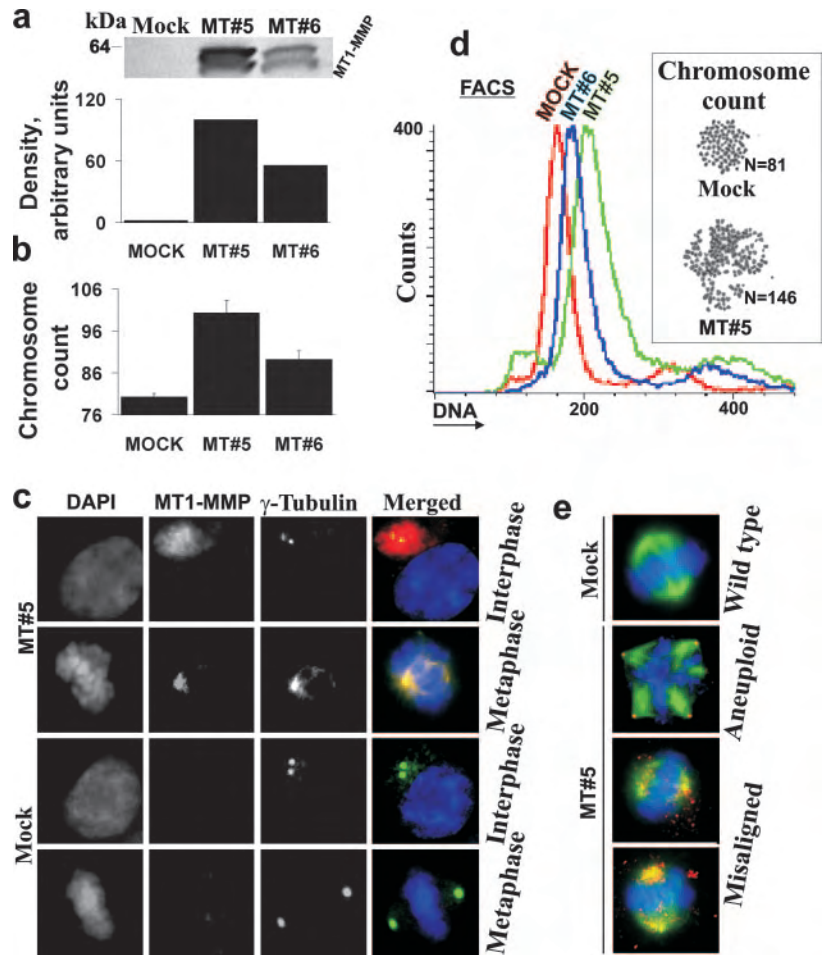 a
kDa Mock MT#5 MT#6
64
MT1-MMP
120
60
0
Density,
arbitrary units
MOCK MT#5 MT#6
b
106
96
86
76
Chromosome
count
MOCK MT#5 MT#6
c
DAPI MT1-MMP γ-Tubulin Merged
MT#5
Interphase
Metaphase
Mock
Interphase
Metaphase
d
FACS
MOCK
MT#6
MT#5
400
Counts
DNA
200
400
Chromosome
count
N=81
Mock
N=146
MT#5
e
Mock
Wild type
MT#5
Aneuploid
Misaligned